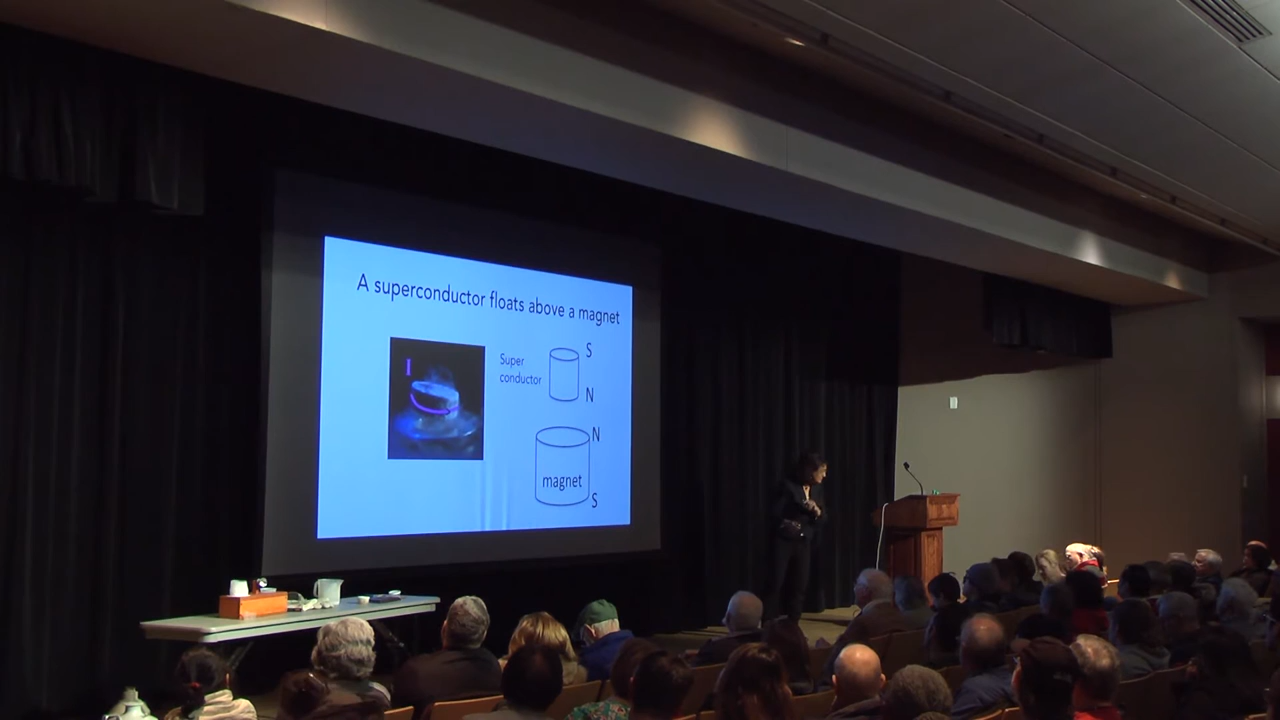 A superconductor floats above a magnet
I
Super
conductor
S
N
N
magnet
S